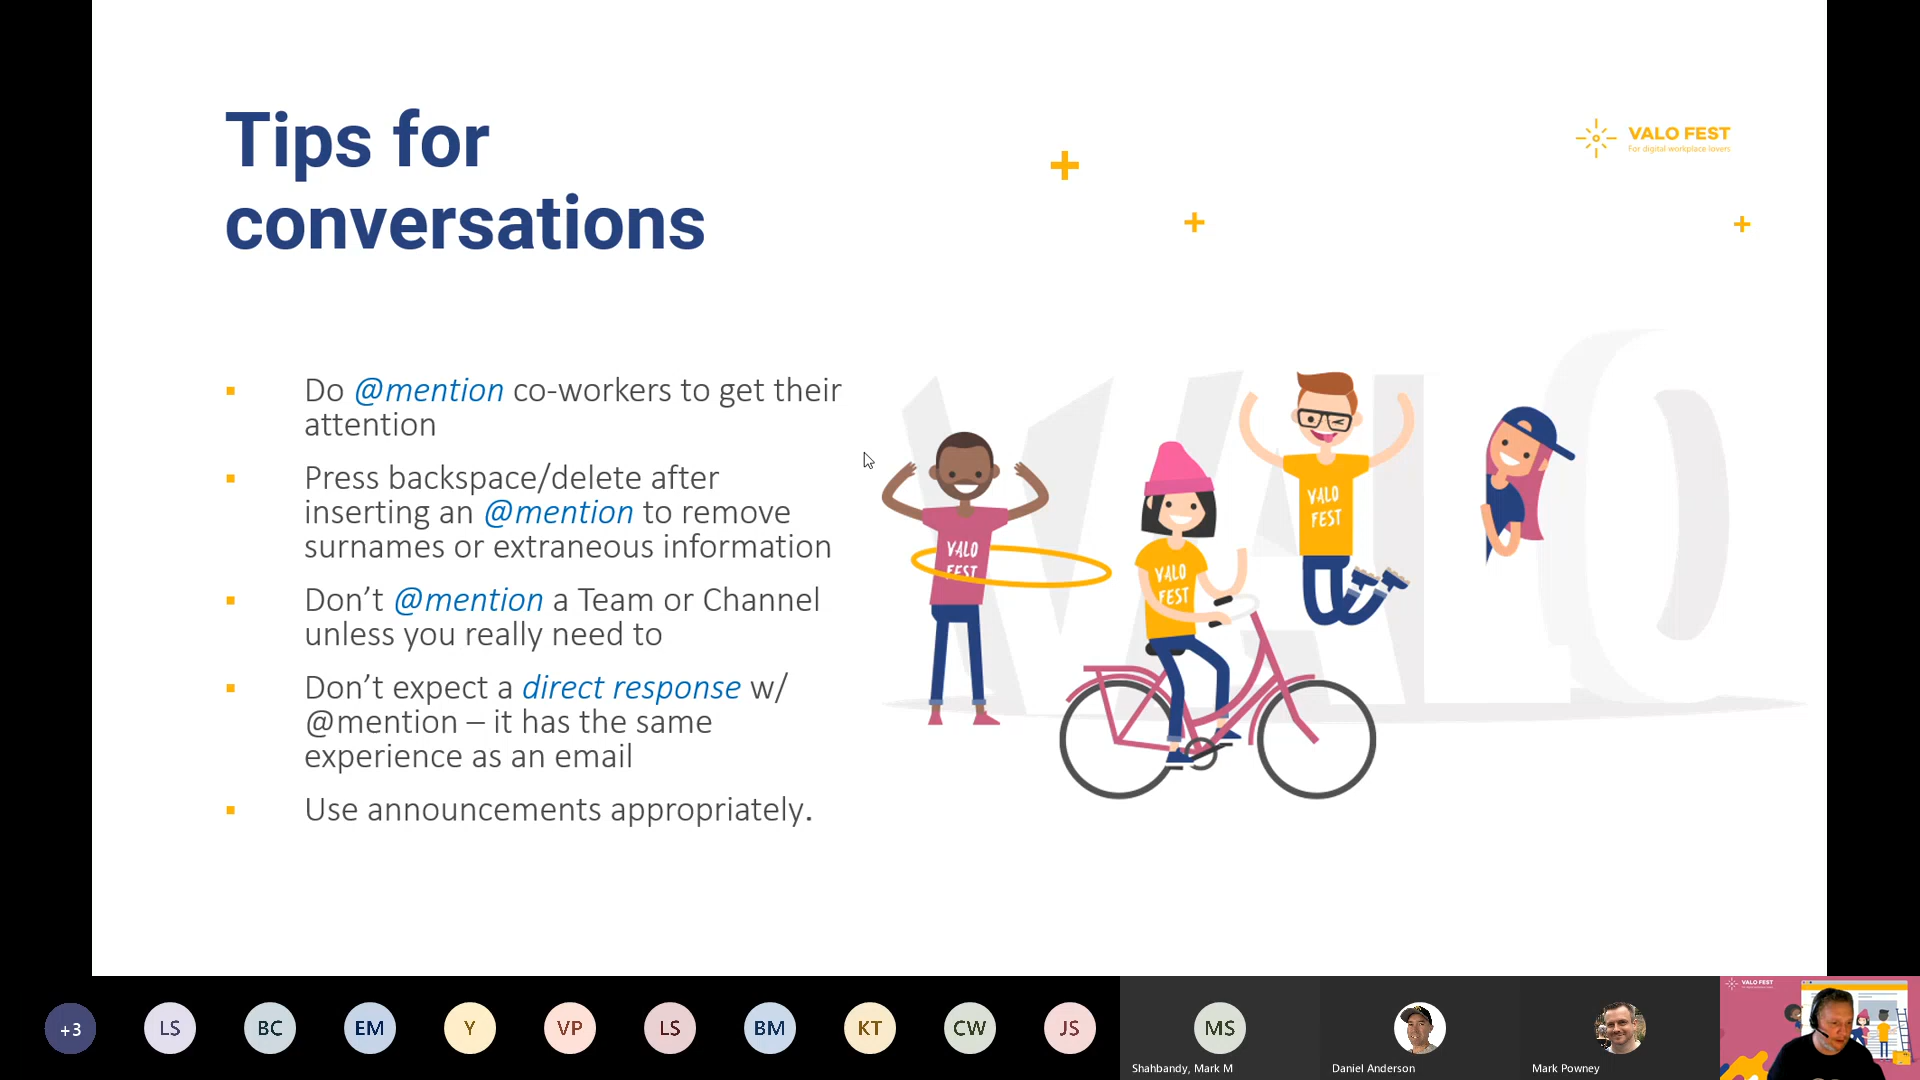 Tips for
conversations
VALO FEST
For digital workplace lovers
Do @mention co-workers to get their
attention
Press backspace/delete after
inserting an @mention to remove
surnames or extraneous information
Don’t @mention a Team or Channel
unless you really need to
Don’t expect a direct response w/
@mention – it has the same
experience as an email
Use announcements appropriately.
VALO
VALO
FEST
VALO
FEST
VALO
FEST
+3
LS
BC
EM
Y
VP
LS
BM
KT
CW
JS
MS
Shahbandy, Mark M
Daniel Anderson
Mark Powney
VALO FEST